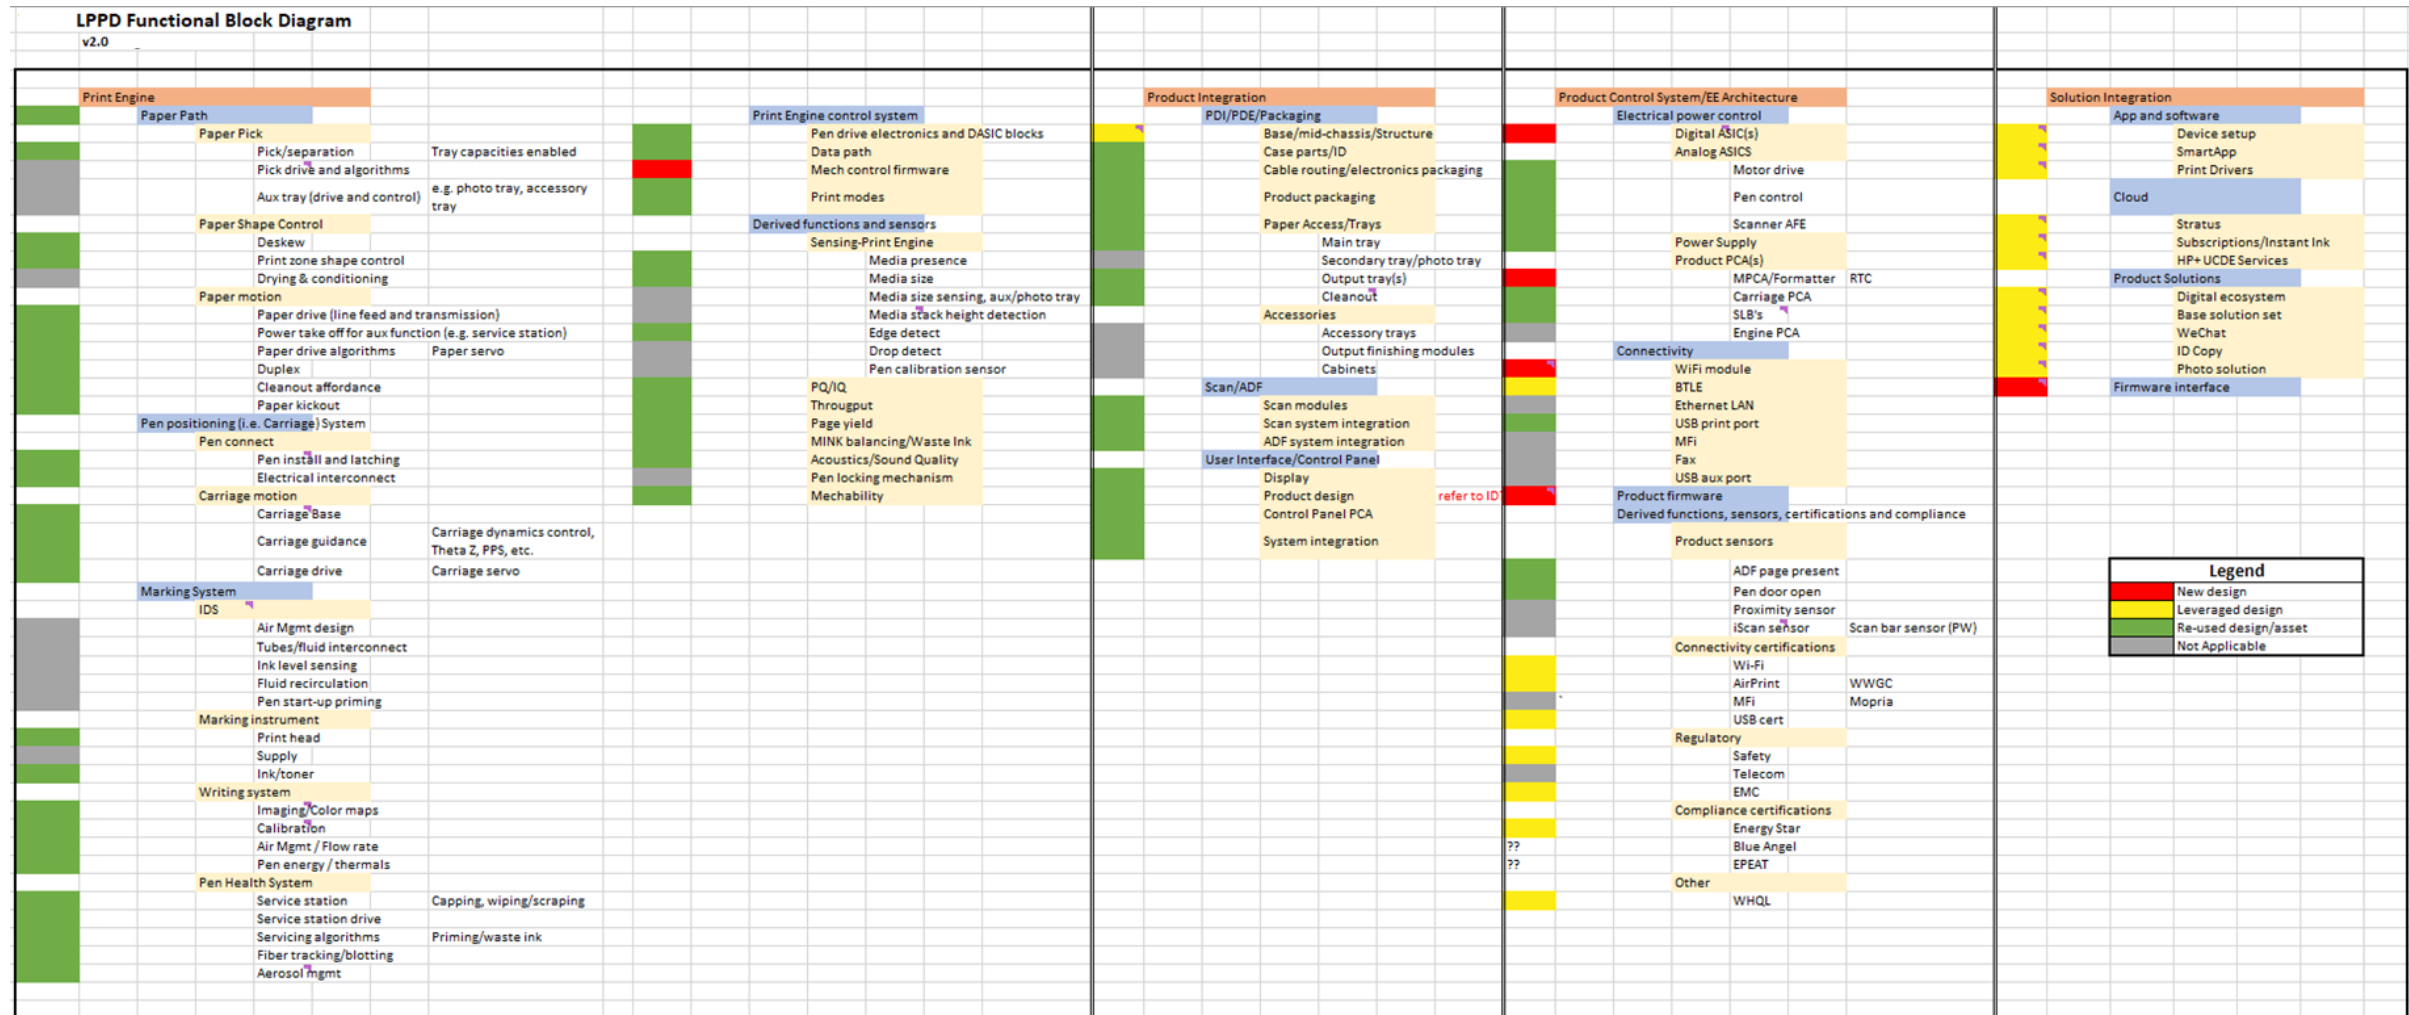 LPPD Functional Block Diagram
v2.0
Print Engine
Paper Path
Paper Pick
Pick/separation Tray capacities enabled
Pick drive and algorithms
Aux tray (drive and control) e.g. photo tray, accessory
tray
Paper Shape Control
Deskew
Print zone shape control
Drying & conditioning
Paper motion
Paper drive (line feed and transmission)
Power take off for aux function (e.g. service station)
Paper drive algorithms Paper servo
Duplex
Cleanout affordance
Paper kickout
Pen positioning (i.e. Carriage) System
Pen connect
Pen install and latching
Electrical interconnect
Carriage motion
Carriage Base
Carriage guidance Carriage dynamics control,
Theta Z, PPS, etc.
Carriage drive Carriage servo
Marking System
IDS
Air Mgmt design
Tubes/fluid interconnect
Ink level sensing
Fluid recirculation
Pen start-up priming
Marking instrument
Print head
Supply
Ink/toner
Writing system
Imaging/Color maps
Calibration
Air Mgmt / Flow rate
Pen energy / thermals
Pen Health System
Service station Capping, wiping/scraping
Service station drive
Servicing algorithms Priming/waste ink
Fiber tracking/blotting
Aerosol mgmt
Print Engine control system
Pen drive electronics and DASIC blocks
Data path
Mech control firmware
Print modes
Derived functions and sensors
Sensing-Print Engine
Media presence
Media size
Media size sensing, aux/photo tray
Media stack height detection
Edge detect
Drop detect
Pen calibration sensor
PQ/IQ
Througput
Page yield
MINK balancing/Waste Ink
Acoustics/Sound Quality
Pen locking mechanism
Mechability
Product Integration
PDI/PDE/Packaging
Base/mid-chassis/Structure
Case parts/ID
Cable routing/electronics packaging
Product packaging
Paper Access/Trays
Main tray
Secondary tray/photo tray
Output tray(s)
Cleanout
Accessories
Accessory trays
Output finishing modules
Cabinets
Scan/ADF
Scan modules
Scan system integration
ADF system integration
User Interface/Control Panel
Display
Product design refer to ID
Control Panel PCA
System integration
Product Control System/EE Architecture
Electrical power control
Digital ASIC(s)
Analog ASICS
Motor drive
Pen control
Scanner AFE
Power Supply
Product PCA(s)
MPCA/Formatter RTC
Carriage PCA
SLB's
Engine PCA
Connectivity
WiFi module
BTLE
Ethernet LAN
USB print port
MFi
Fax
USB aux port
Product firmware
Derived functions, sensors, certifications and compliance
Product sensors
ADF page present
Pen door open
Proximity sensor
iScan sensor Scan bar sensor (PW)
Connectivity certifications
Wi-Fi
AirPrint WWGC
MFi Mopria
USB cert
Regulatory
Safety
Telecom
EMC
Compliance certifications
Energy Star
?? Blue Angel
?? EPEAT
Other
WHQL
Solution Integration
App and software
Device setup
SmartApp
Print Drivers
Cloud
Stratus
Subscriptions/Instant Ink
HP+ UCDE Services
Product Solutions
Digital ecosystem
Base solution set
WeChat
ID Copy
Photo solution
Firmware interface
Legend
New design
Leveraged design
Re-used design/asset
Not Applicable